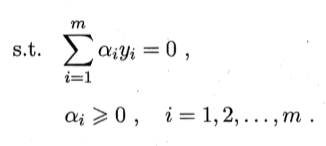 s.t. $\sum_{i=1}^{m} \alpha_i y_i = 0$ ,
$\alpha_i \geqslant 0$ , $i = 1, 2, \ldots, m$ .